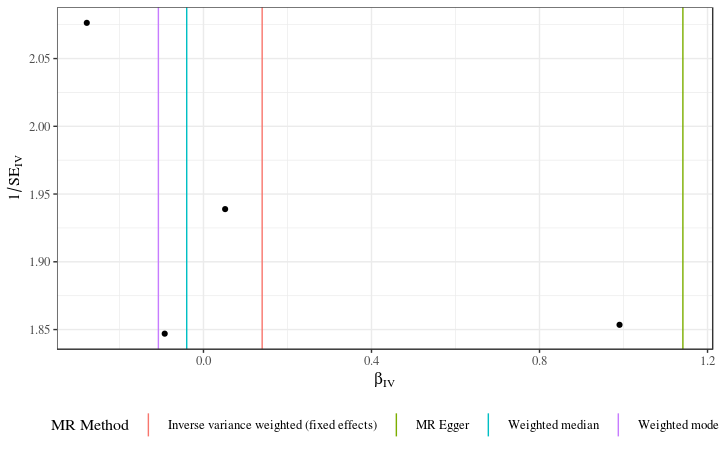 2.05
2.00
1.95
1.90
1.85
1/SE_IV
0.0 0.4 0.8 1.2
β_IV
MR Method Inverse variance weighted (fixed effects) MR Egger Weighted median Weighted mode